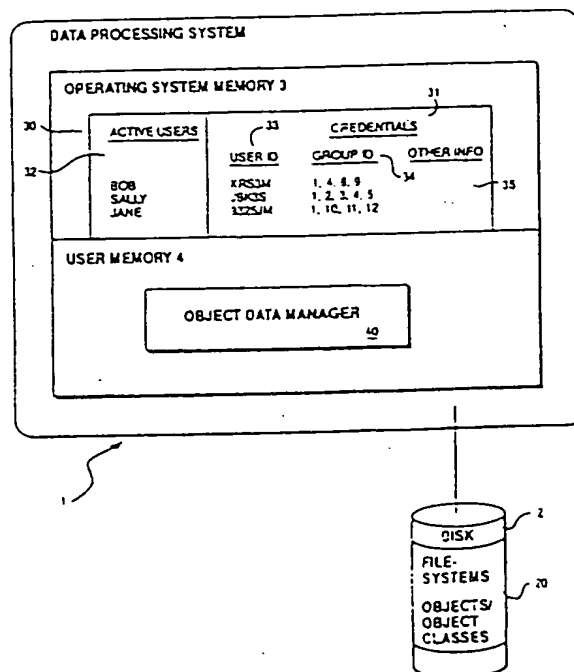 DATA PROCESSING SYSTEM
OPERATING SYSTEM MEMORY 3
31
30
ACTIVE USERS
33
CREDENTIALS
32
USER ID
GROUP ID
34
OTHER INFO
35
BOB
KRS3M
1, 4, 8, 9
SALLY
1, 2, 3, 4, 5
JANE
1, 10, 11, 12
USER MEMORY 4
OBJECT DATA MANAGER
40
1
2
DISK
FILE-
SYSTEMS
20
OBJECTS/
OBJECT
CLASSES